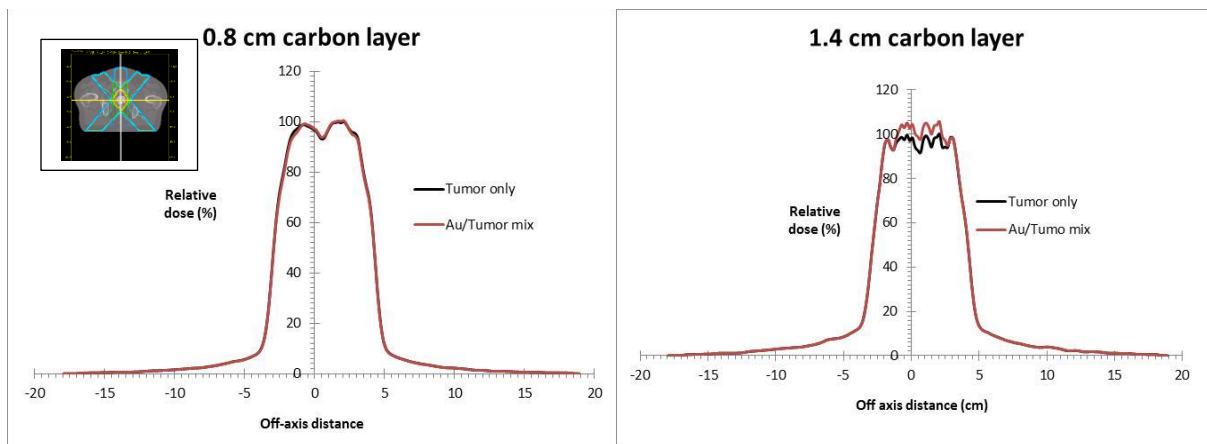 0.8 cm carbon layer
120
100
80
60
40
20
0
-20 -15 -10 -5 0 5 10 15 20
Relative
dose (%)
Tumor only
Au/Tumor mix
Off-axis distance
1.4 cm carbon layer
120
100
80
60
40
20
0
-20 -15 -10 -5 0 5 10 15 20
Relative
dose (%)
Tumor only
Au/Tumo mix
Off axis distance (cm)